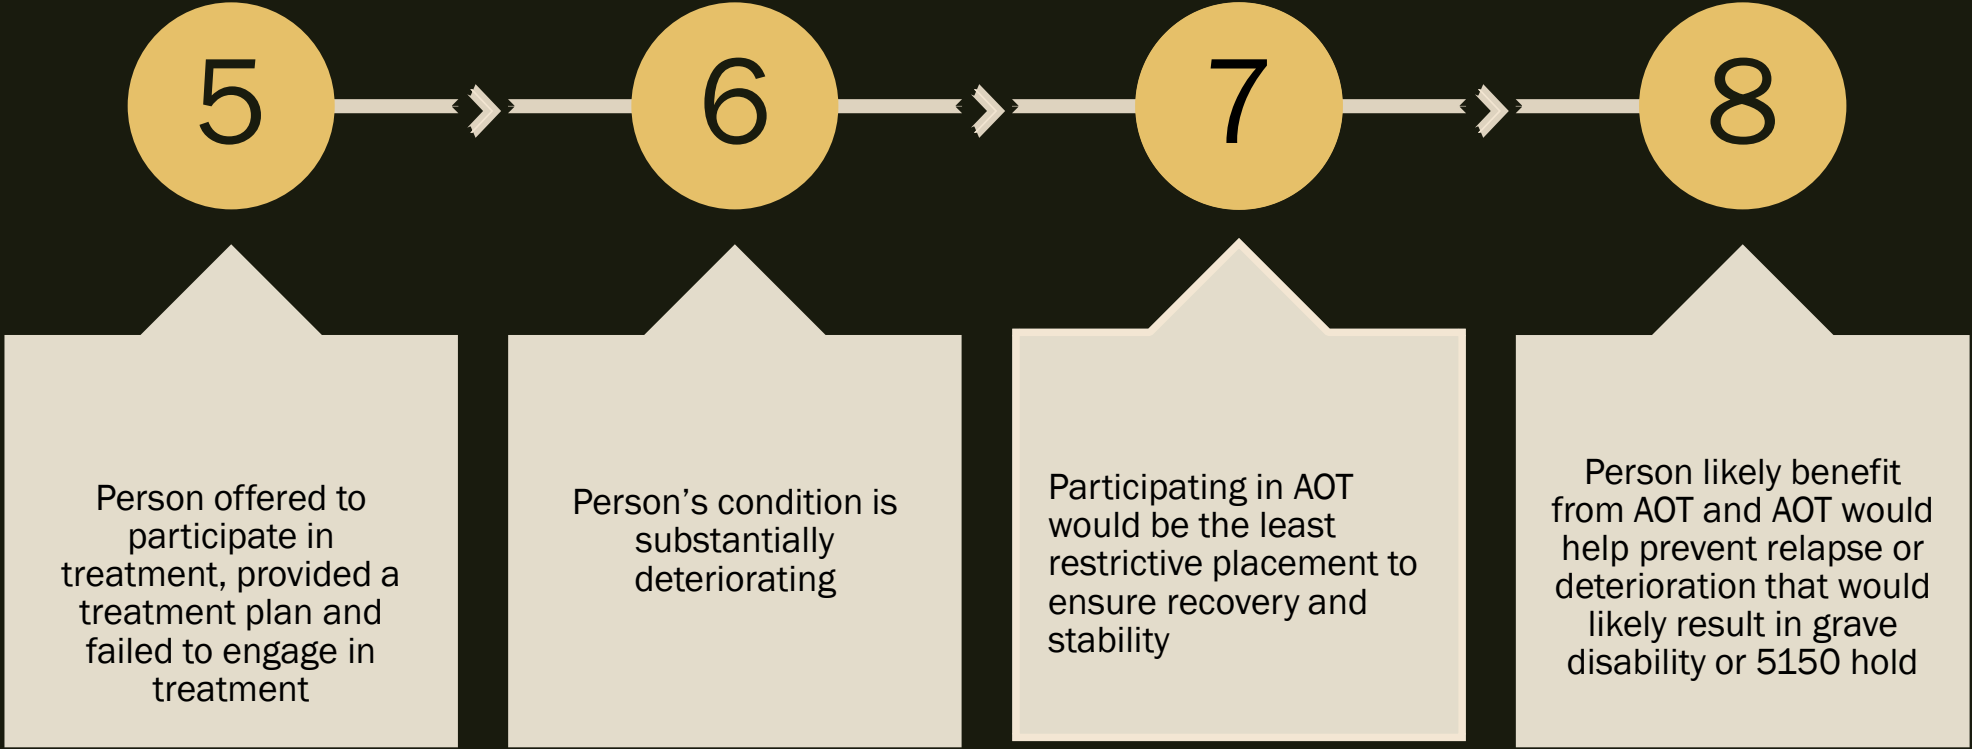 5
6
7
8
Person offered to
participate in
treatment, provided a
treatment plan and
failed to engage in
treatment
Person’s condition is
substantially
deteriorating
Participating in AOT
would be the least
restrictive placement to
ensure recovery and
stability
Person likely benefit
from AOT and AOT would
help prevent relapse or
deterioration that would
likely result in grave
disability or 5150 hold